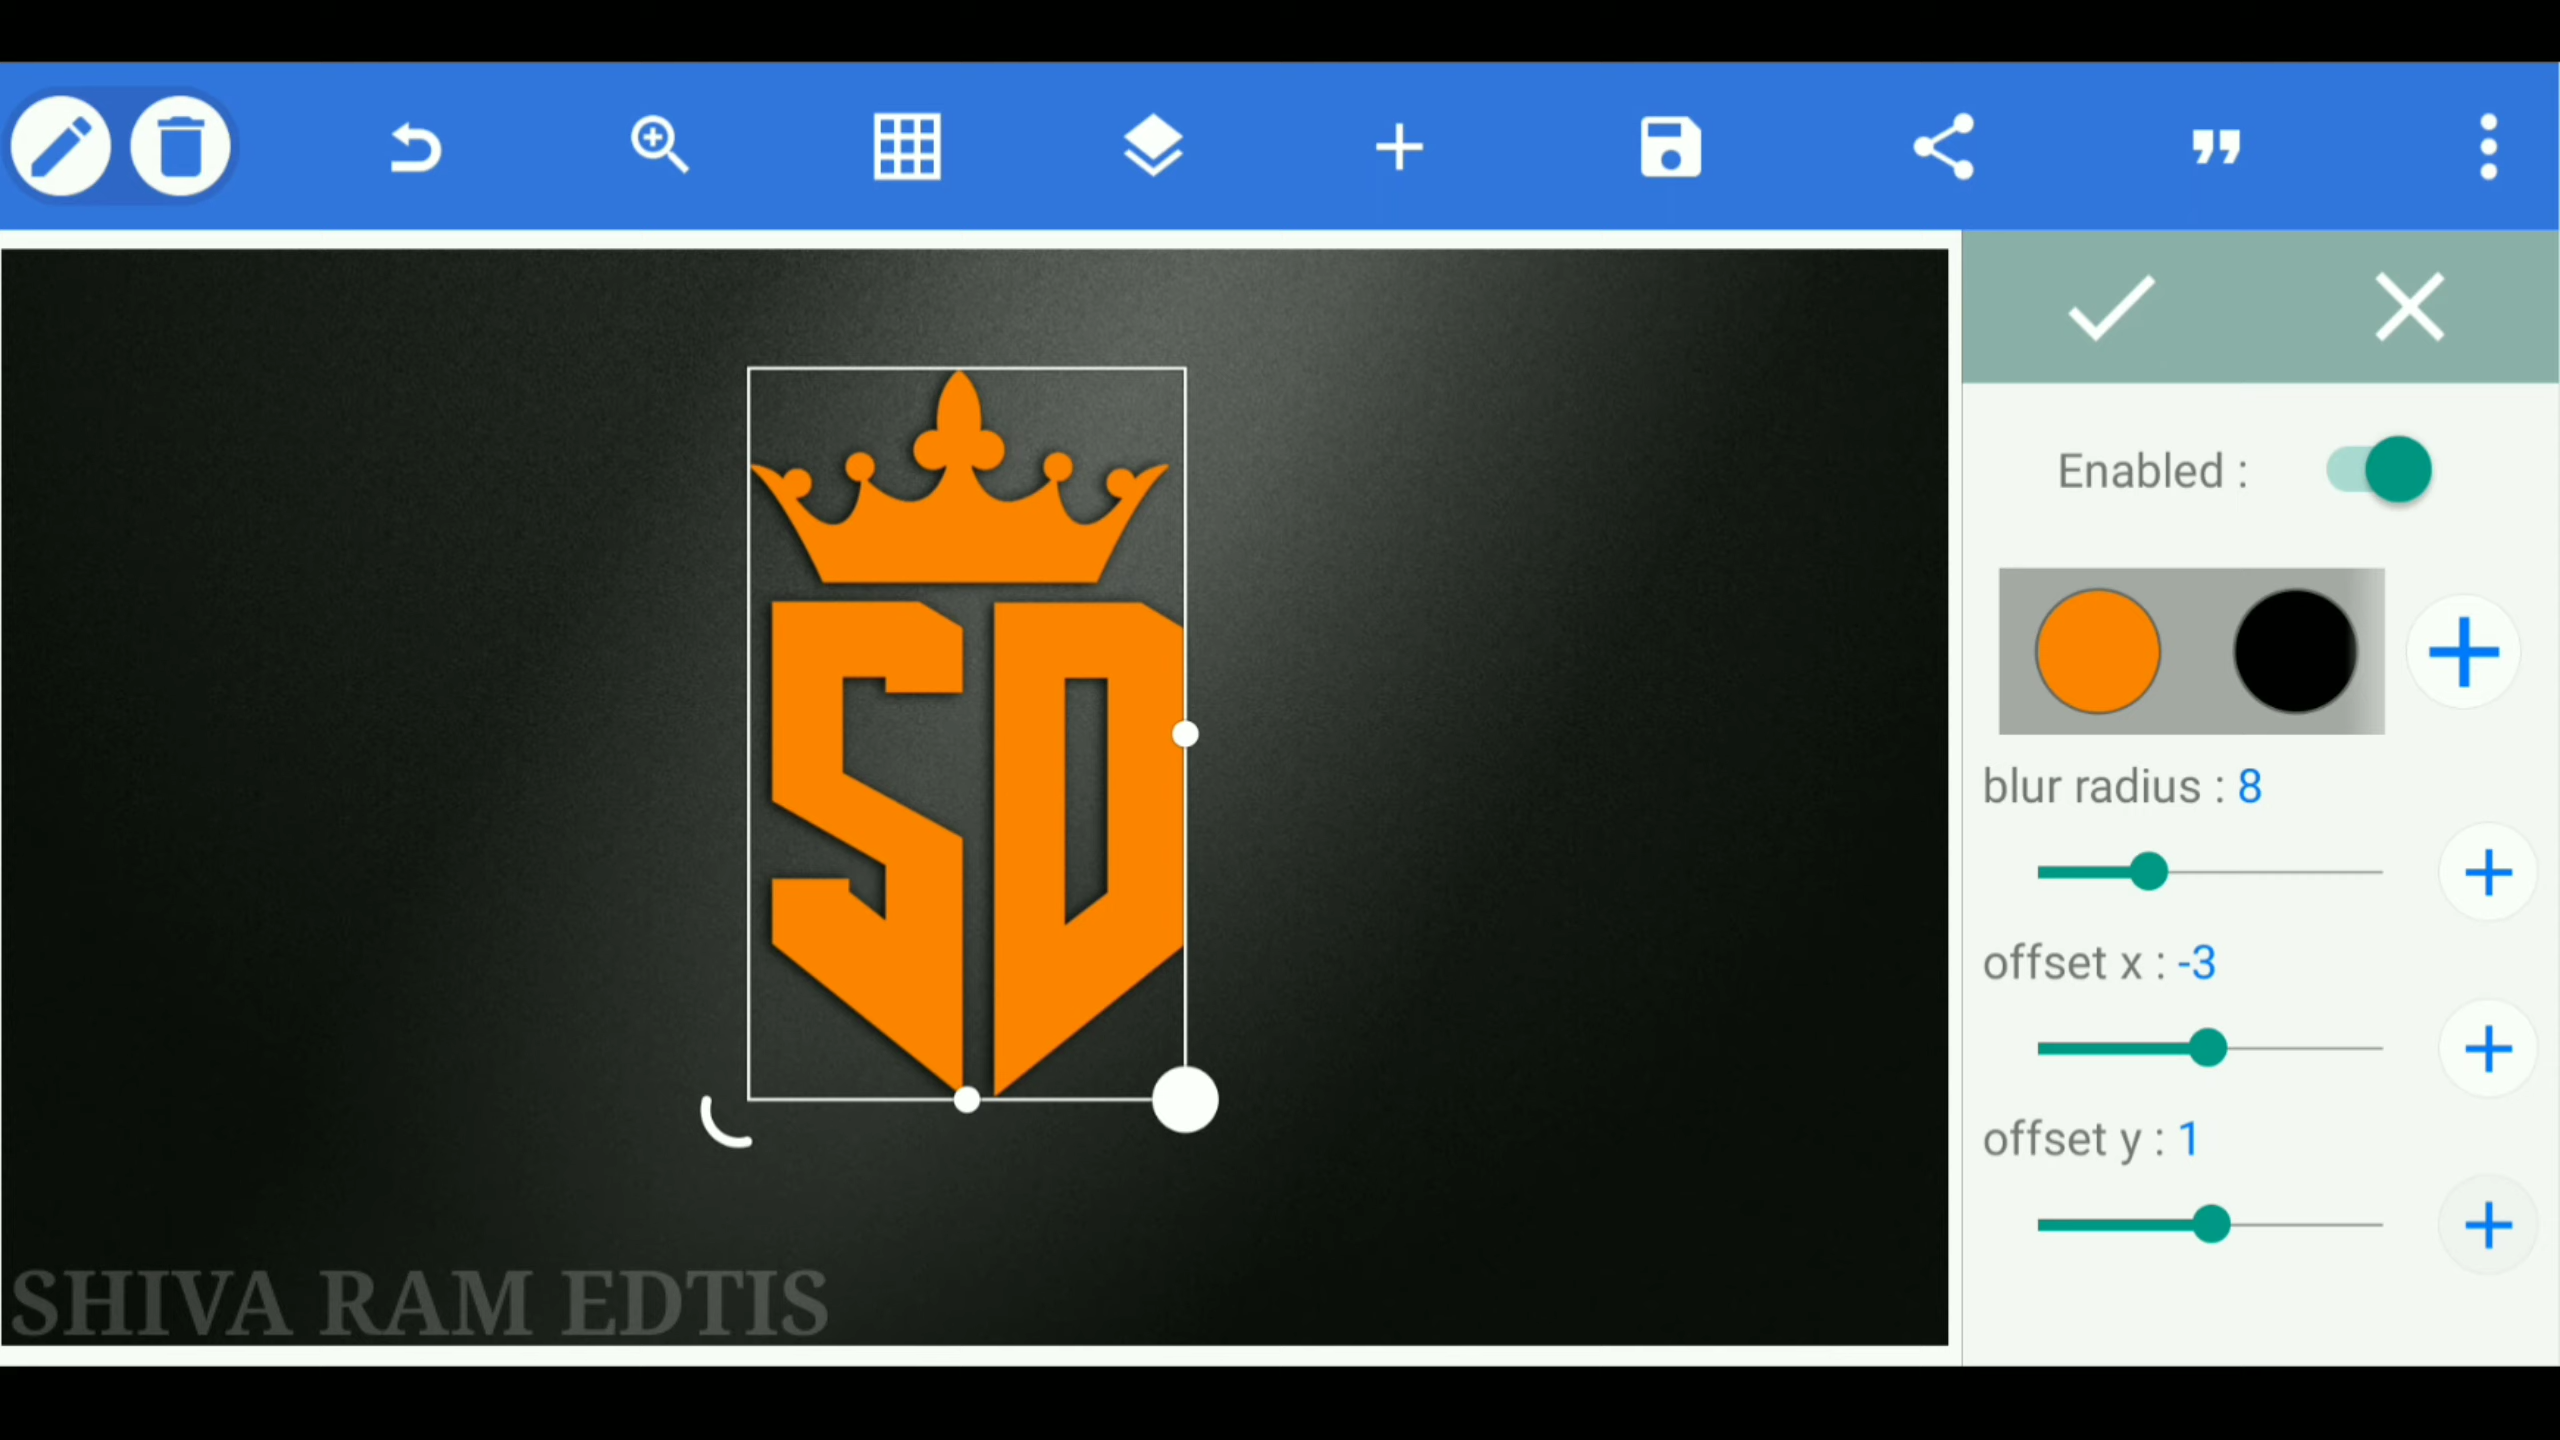 Enabled :
SD
blur radius : 8
offset x : -3
offset y : 1
SHIVA RAM EDTIS